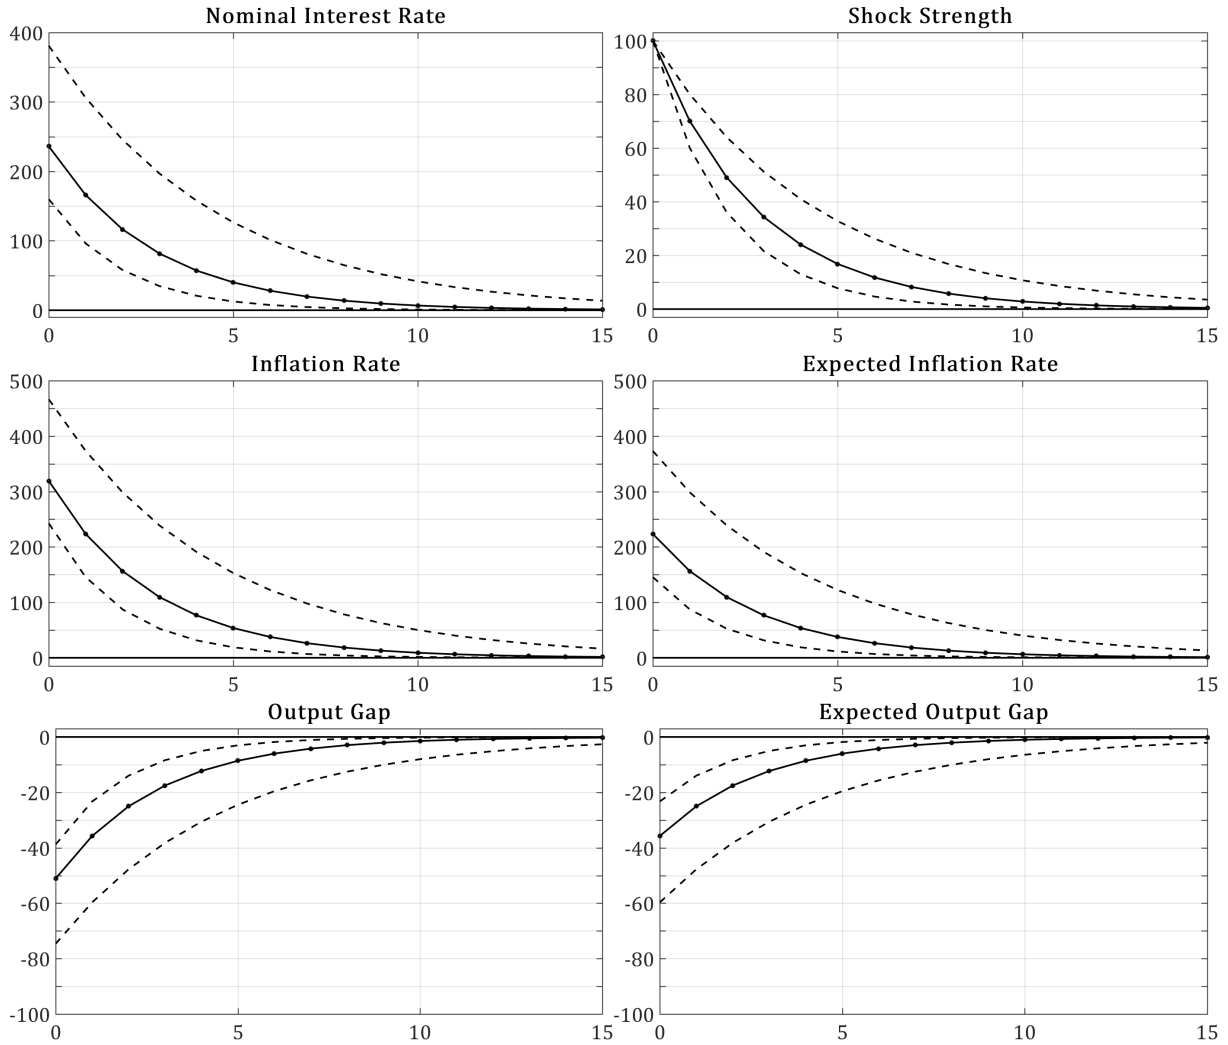 Nominal Interest Rate
400
300
200
100
0
0 5 10 15
Shock Strength
100
80
60
40
20
0
0 5 10 15
Inflation Rate
500
400
300
200
100
0
0 5 10 15
Expected Inflation Rate
500
400
300
200
100
0
0 5 10 15
Output Gap
0
-20
-40
-60
-80
-100
0 5 10 15
Expected Output Gap
0
-20
-40
-60
-80
-100
0 5 10 15